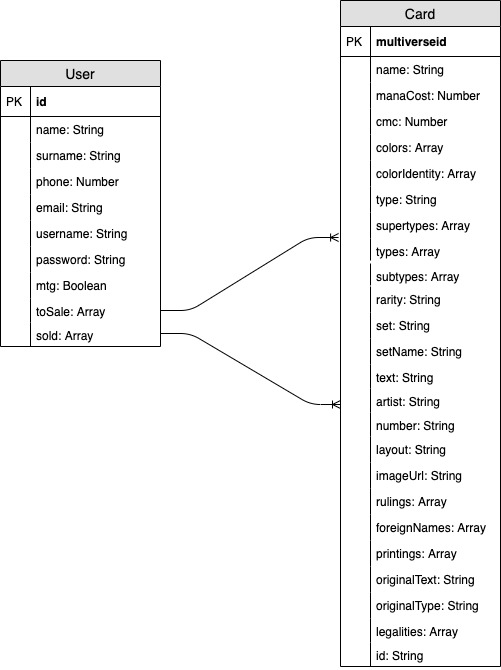 User
PK id
name: String
surname: String
phone: Number
email: String
username: String
password: String
mtg: Boolean
toSale: Array
sold: Array
Card
PK multiverseid
name: String
manaCost: Number
cmc: Number
colors: Array
colorIdentity: Array
type: String
supertypes: Array
types: Array
subtypes: Array
rarity: String
set: String
setName: String
text: String
artist: String
number: String
layout: String
imageUrl: String
rulings: Array
foreignNames: Array
printings: Array
originalText: String
originalType: String
legalities: Array
id: String